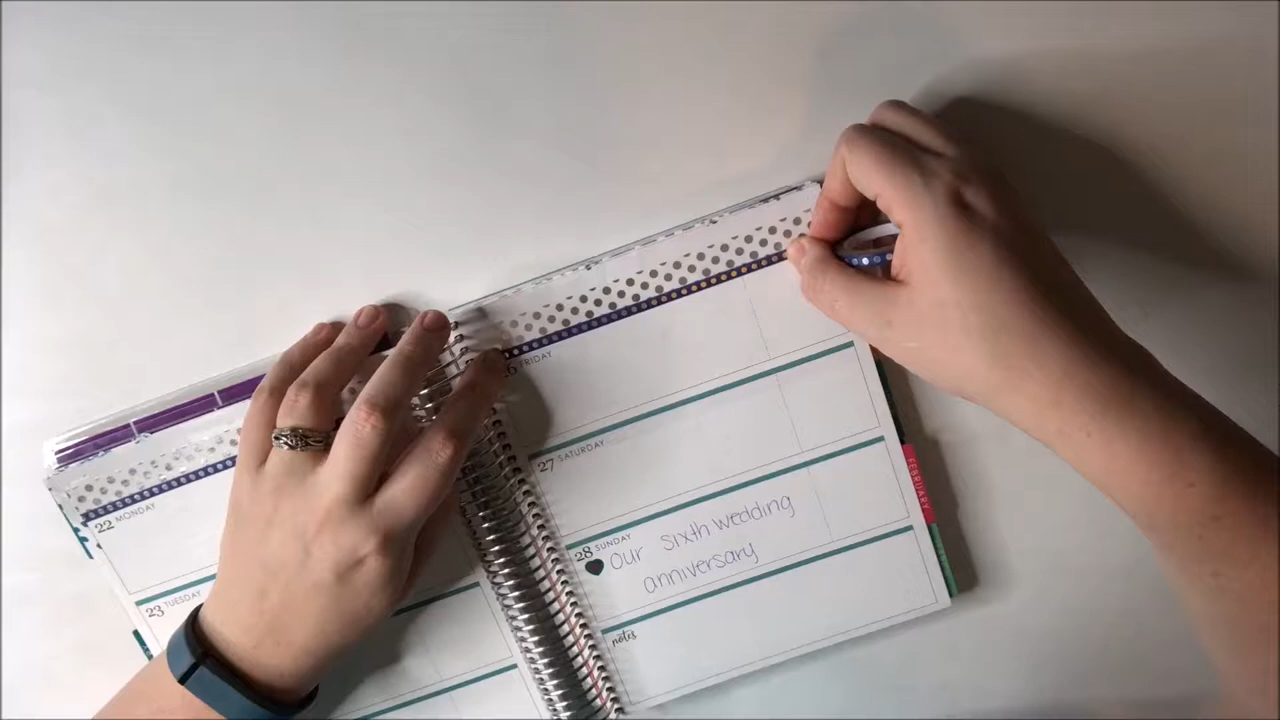 22 MONDAY
23 TUESDAY
26 FRIDAY
27 SATURDAY
28 SUNDAY
Our sixth wedding
anniversary
notes
FEBRUARY